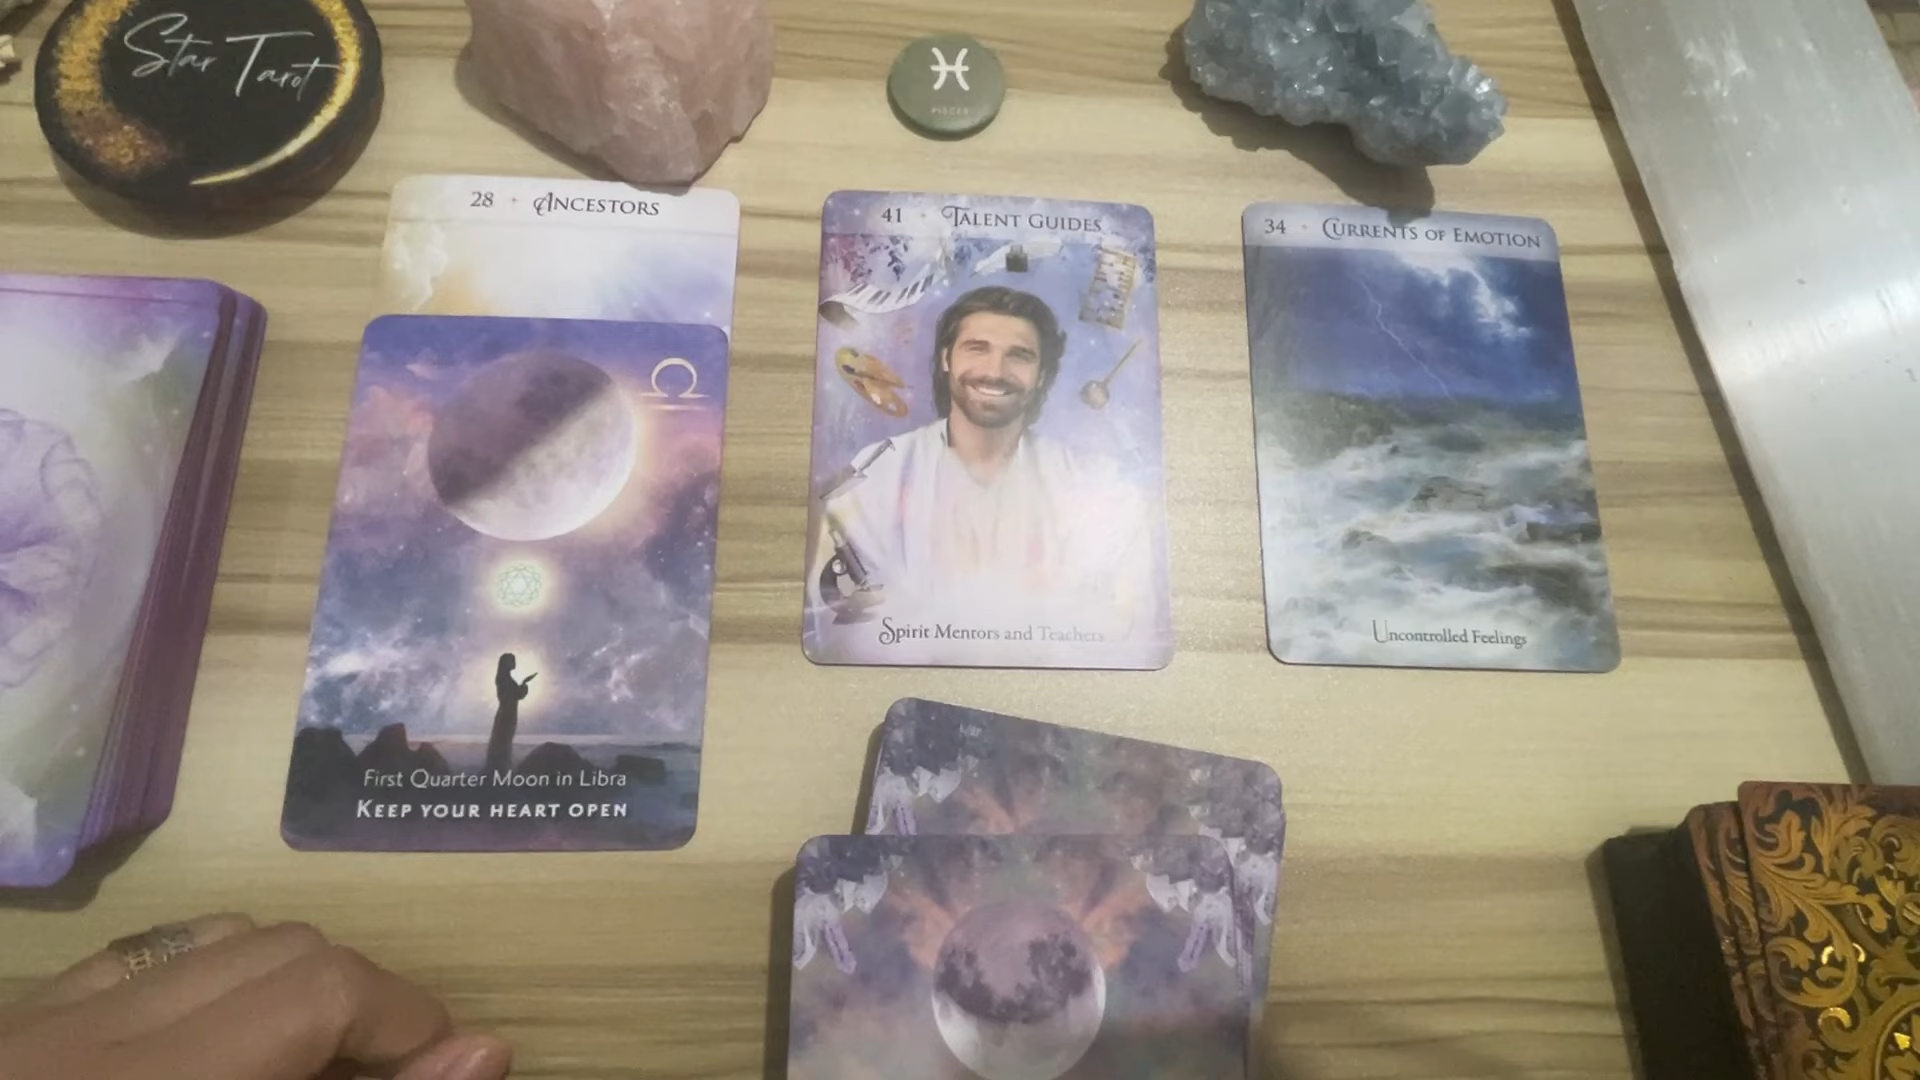 Star Tarot
PISCES
28 ANCESTORS
41 TALENT GUIDES
34 CURRENTS OF EMOTION
Spirit Mentors and Teachers
Uncontrolled Feelings
First Quarter Moon in Libra
KEEP YOUR HEART OPEN